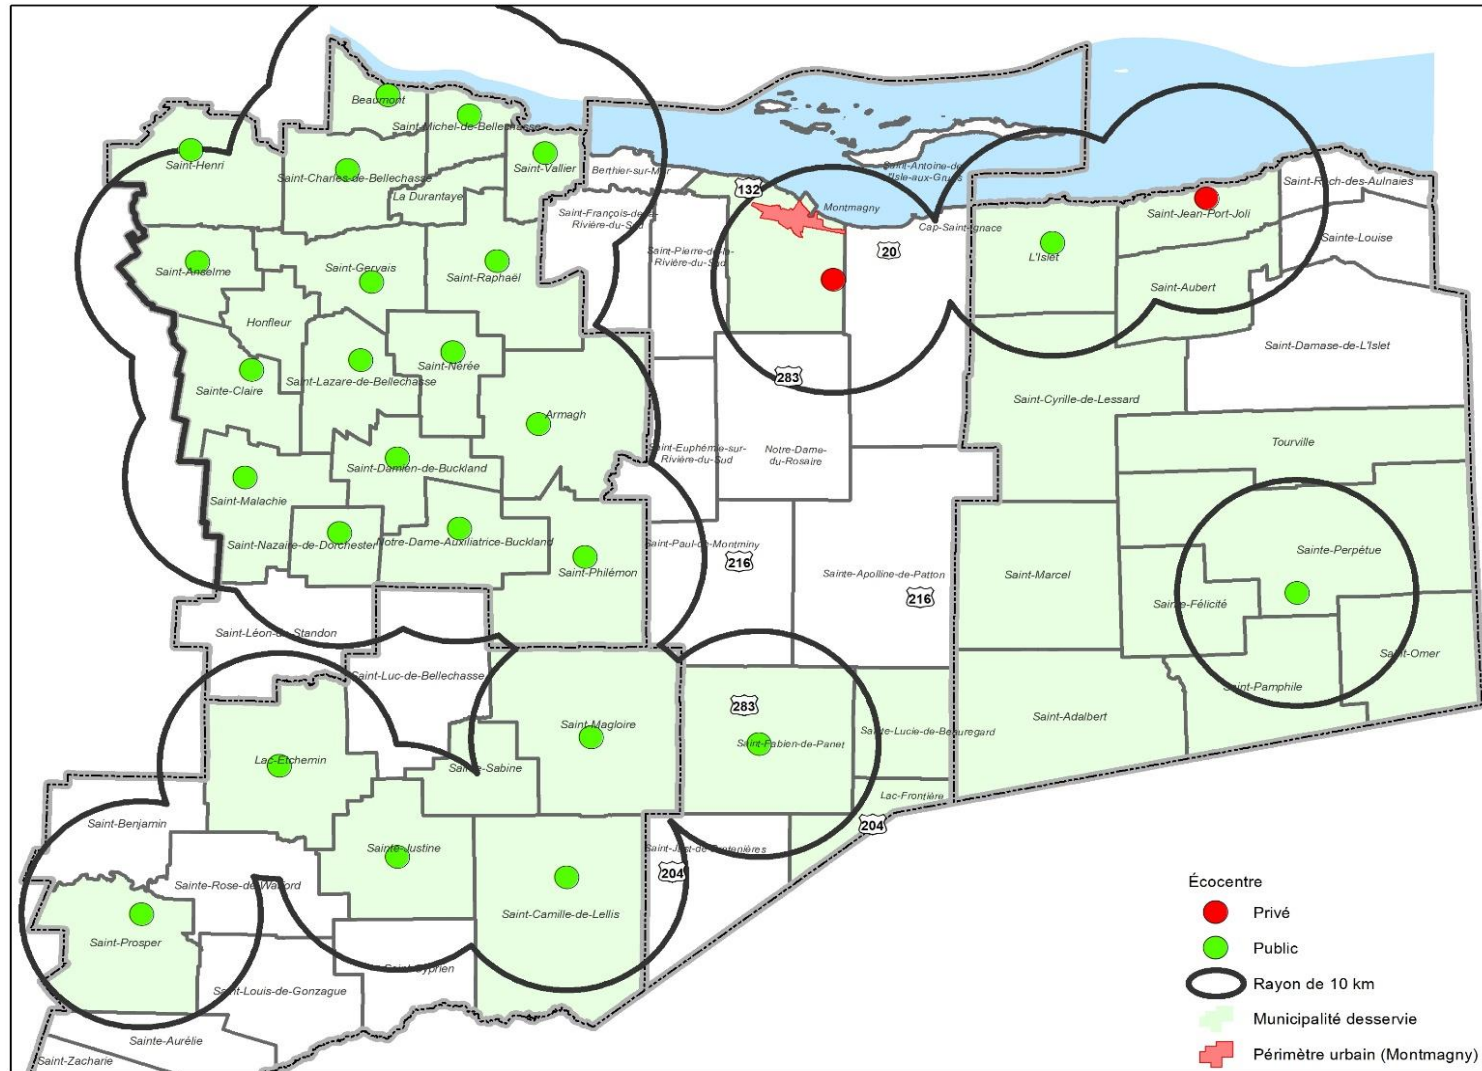 Beaumont
Saint-Michel-de-Bellechasse
Saint-Henri
Saint-Charles-de-Bellechasse
Saint-Vallier
La Durantaye
Berthier-sur-Mer
Saint-Antoine-de-
l'Isle-aux-Grues
132
Montmagny
Saint-Roch-des-Aulnaies
Saint-François-de-la-
Rivière-du-Sud
Cap-Saint-Ignace
Saint-Jean-Port-Joli
Sainte-Louise
Saint-Pierre-de-la-
Rivière-du-Sud
20
L'Islet
Saint-Anselme
Saint-Gervais
Saint-Raphaël
Saint-Aubert
Honfleur
Saint-Damase-de-L'Islet
Saint-Nérée
Sainte-Claire
Saint-Lazare-de-Bellechasse
283
Saint-Cyrille-de-Lessard
Armagh
Tourville
Saint-Euphémie-sur-
Rivière-du-Sud
Notre-Dame-
du-Rosaire
Saint-Damien-de-Buckland
Saint-Malachie
Saint-Nazaire-de-Dorchester
Notre-Dame-Auxiliatrice-Buckland
Saint-Paul-de-Montminy
216
Sainte-Perpétue
Saint-Philémon
Sainte-Apolline-de-Patton
216
Saint-Marcel
Sainte-Félicité
Saint-Léon-de-Standon
Saint-Omer
Saint-Luc-de-Bellechasse
Saint-Pamphile
283
Saint-Magloire
Saint-Adalbert
Saint-Fabien-de-Panet
Sainte-Lucie-de-Beauregard
Lac-Etchemin
Sainte-Sabine
Lac-Frontière
Saint-Benjamin
204
Sainte-Justine
Saint-Just-de-Bretenières
204
Sainte-Rose-de-Watford
Saint-Camille-de-Lellis
Saint-Prosper
Saint-Cyprien
Saint-Louis-de-Gonzague
Sainte-Aurélie
Saint-Zacharie
Écocentre
Privé
Public
Rayon de 10 km
Municipalité desservie
Périmètre urbain (Montmagny)